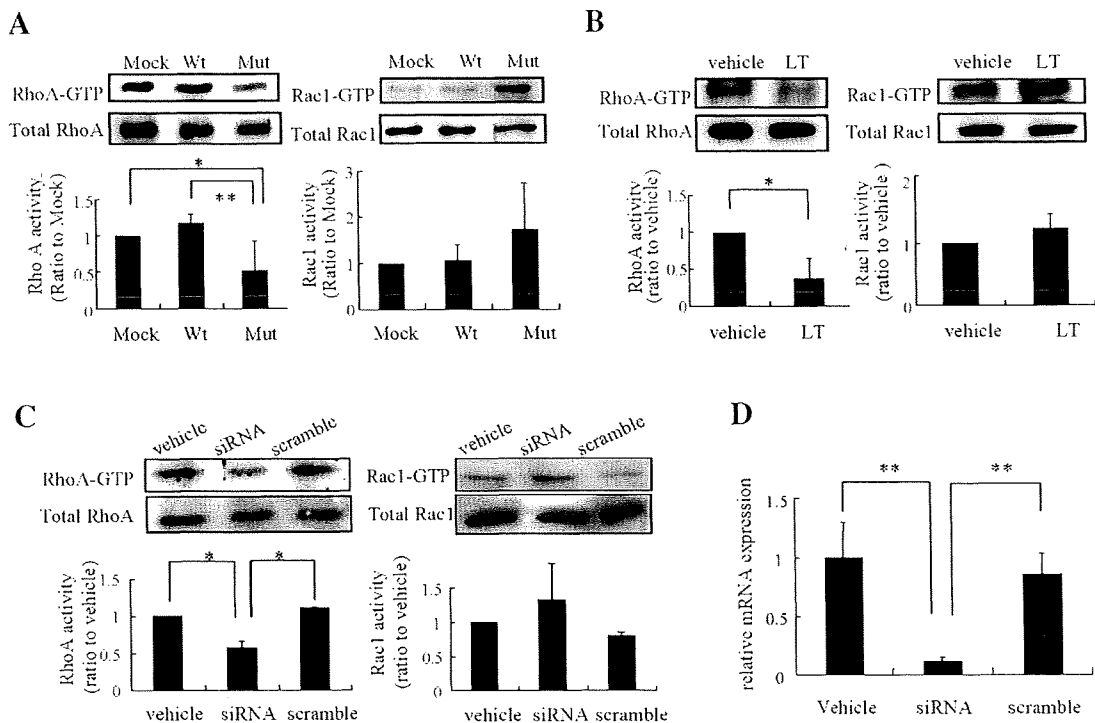 A
Mock Wt Mut
RhoA-GTP
Total RhoA
Mock Wt Mut
Rac1-GTP
Total Rac1
*
**
Rho A activity
(Ratio to Mock)
1.5
1
0.5
0
Mock Wt Mut
Rac1 activity
(Ratio to Mock)
3
2
1
0
Mock Wt Mut
B
vehicle LT
RhoA-GTP
Total RhoA
vehicle LT
Rac1-GTP
Total Rac1
*
RhoA activity
(ratio to vehicle)
1.5
1
0.5
0
vehicle LT
Rac1 activity
(ratio to vehicle)
2
1
0
vehicle LT
C
vehicle siRNA scramble
RhoA-GTP
Total RhoA
vehicle siRNA scramble
Rac1-GTP
Total Rac1
* *
RhoA activity
(ratio to vehicle)
1.5
1
0.5
0
vehicle siRNA scramble
Rac1 activity
(ratio to vehicle)
2
1.5
1
0.5
0
vehicle siRNA scramble
D
** **
relative mRNA expression
1.5
1
0.5
0
Vehicle siRNA scramble